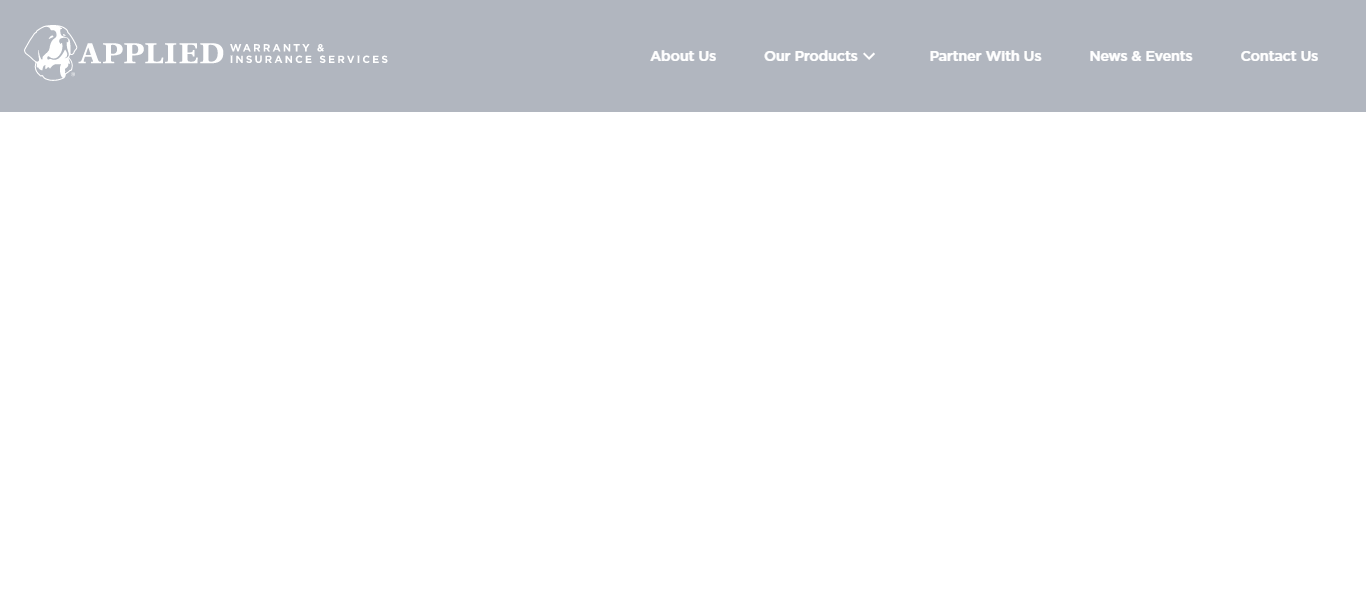 APPLIED
WARRANTY &
INSURANCE SERVICES
About Us
Our Products
Partner With Us
News & Events
Contact Us